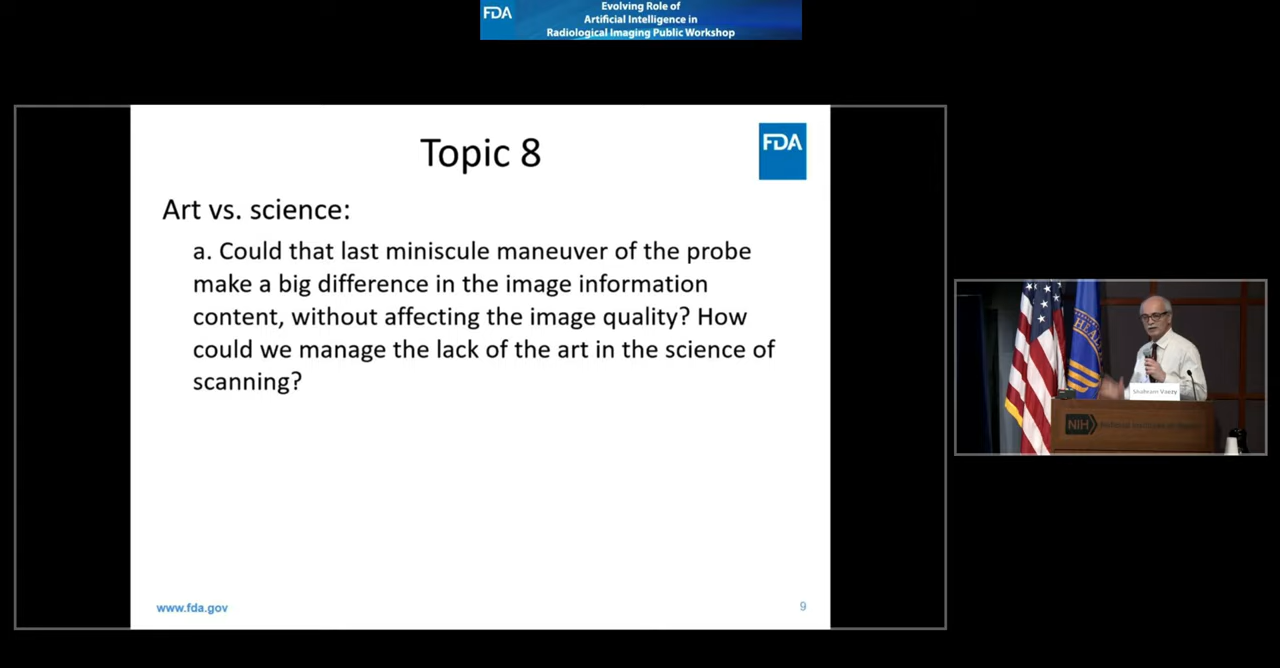 FDA
Evolving Role of
Artificial Intelligence in
Radiological Imaging Public Workshop
Topic 8
FDA
Art vs. science:
a. Could that last miniscule maneuver of the probe
make a big difference in the image information
content, without affecting the image quality? How
could we manage the lack of the art in the science of
scanning?
www.fda.gov
9
NIH